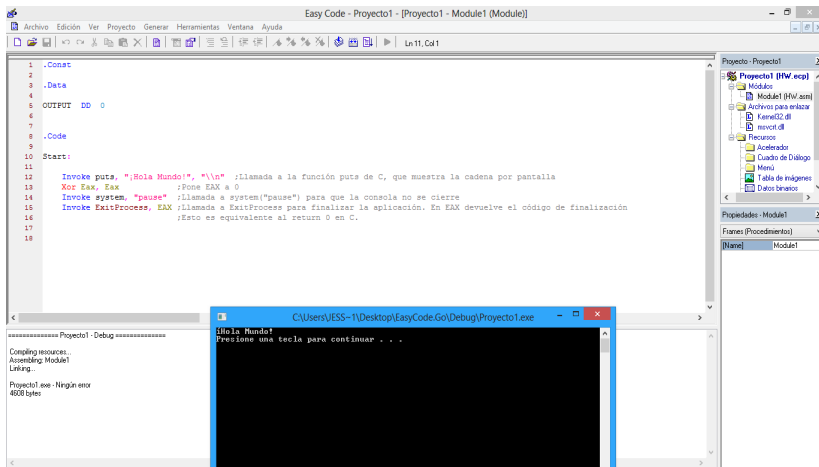 Easy Code - Proyecto1 - [Proyecto1 - Module1 (Module)]
Archivo Edición Ver Proyecto Generar Herramientas Ventana Ayuda
Ln 11, Col 1
1 .Const
2
3 .Data
4
5 OUTPUT DD 0
6
7
8 .Code
9
10 Start:
11
12 Invoke puts, "¡Hola Mundo!", "\\n" ;Llamada a la función puts de C, que muestra la cadena por pantalla
13 Xor Eax, Eax ;Pone EAX a 0
14 Invoke system, "pause" ;Llamada a system("pause") para que la consola no se cierre
15 Invoke ExitProcess, EAX ;Llamada a ExitProcess para finalizar la aplicación. En EAX devuelve el código de finalización
16 ;Esto es equivalente al return 0 en C.
17
18
Proyecto - Proyecto1
Proyecto1 (HW.ecp)
Módulos
Module1 (HW.asm)
Archivos para enlazar
Kernel32.dll
msvcrt.dll
Recursos
Acelerador
Cuadro de Diálogo
Menú
Tabla de imágenes
Datos binarios
Propiedades - Module1
Frames (Procedimientos)
(Name) Module1
============= Proyecto1 - Debug =============
Compiling resources...
Assembling: Module1
Linking...
Proyecto1.exe - Ningún error
4608 bytes
C:\Users\JESS~1\Desktop\EasyCode.Go\Debug\Proyecto1.exe
¡Hola Mundo!
Presione una tecla para continuar . . .